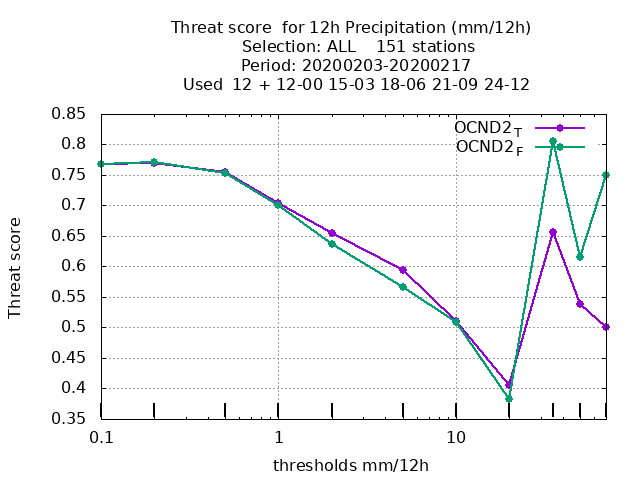 Threat score  for 12h Precipitation (mm/12h)
Selection: ALL    151 stations
Period: 20200203-20200217
Used  12 + 12-00 15-03 18-06 21-09 24-12
OCND2T
OCND2F
0.85
0.8
0.75
0.7
0.65
0.6
0.55
0.5
0.45
0.4
0.35
Threat score
0.1 1 10
thresholds mm/12h